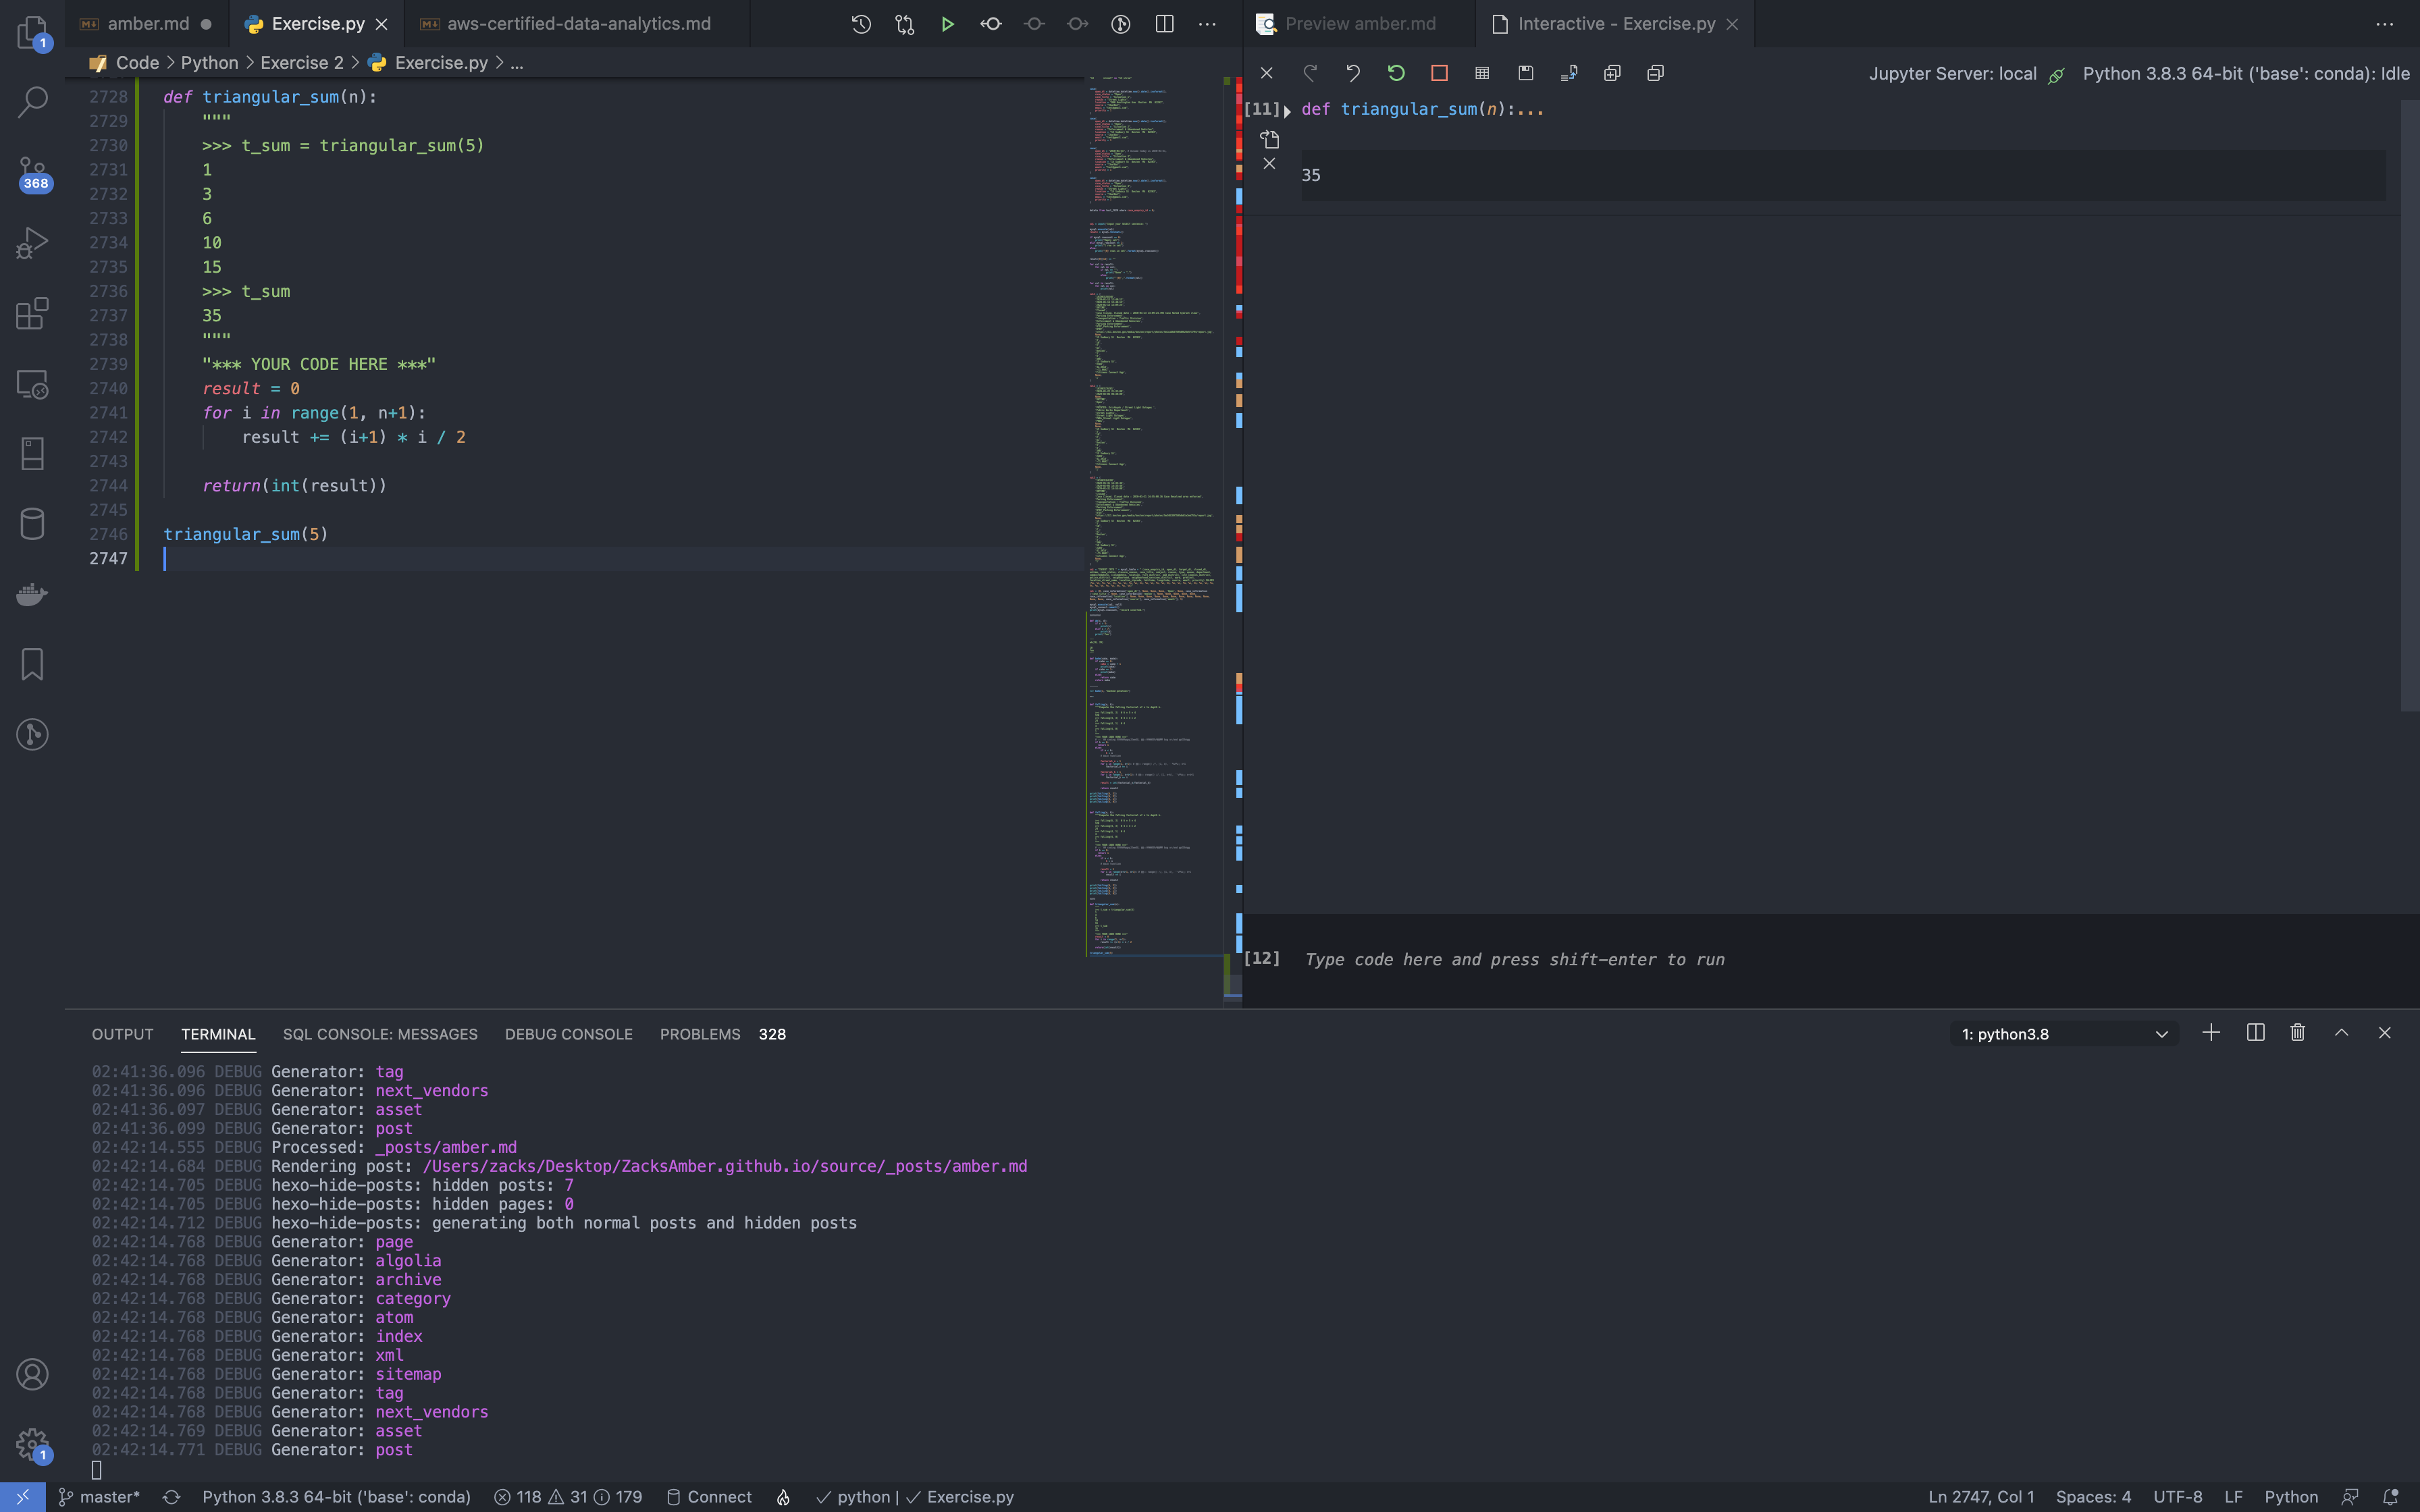 1
368
1
amber.md
Exercise.py
aws-certified-data-analytics.md
Code > Python > Exercise 2 > Exercise.py > ...
2728 def triangular_sum(n):
2729 """
2730 >>> t_sum = triangular_sum(5)
2731 1
2732 3
2733 6
2734 10
2735 15
2736 >>> t_sum
2737 35
2738 """
2739 "*** YOUR CODE HERE ***"
2740 result = 0
2741 for i in range(1, n+1):
2742 result += (i+1) * i / 2
2743
2744 return(int(result))
2745
2746 triangular_sum(5)
2747
Preview amber.md
Interactive - Exercise.py
Jupyter Server: local
Python 3.8.3 64-bit ('base': conda): Idle
[11] def triangular_sum(n):...
35
[12] Type code here and press shift-enter to run
OUTPUT TERMINAL SQL CONSOLE: MESSAGES DEBUG CONSOLE PROBLEMS 328
1: python3.8
02:41:36.096 DEBUG Generator: tag
02:41:36.096 DEBUG Generator: next_vendors
02:41:36.097 DEBUG Generator: asset
02:41:36.099 DEBUG Generator: post
02:42:14.555 DEBUG Processed: _posts/amber.md
02:42:14.684 DEBUG Rendering post: /Users/zacks/Desktop/ZacksAmber.github.io/source/_posts/amber.md
02:42:14.705 DEBUG hexo-hide-posts: hidden posts: 7
02:42:14.705 DEBUG hexo-hide-posts: hidden pages: 0
02:42:14.712 DEBUG hexo-hide-posts: generating both normal posts and hidden posts
02:42:14.768 DEBUG Generator: page
02:42:14.768 DEBUG Generator: algolia
02:42:14.768 DEBUG Generator: archive
02:42:14.768 DEBUG Generator: category
02:42:14.768 DEBUG Generator: atom
02:42:14.768 DEBUG Generator: index
02:42:14.768 DEBUG Generator: xml
02:42:14.768 DEBUG Generator: sitemap
02:42:14.768 DEBUG Generator: tag
02:42:14.768 DEBUG Generator: next_vendors
02:42:14.769 DEBUG Generator: asset
02:42:14.771 DEBUG Generator: post
master* Python 3.8.3 64-bit ('base': conda) 118 31 179 Connect python | Exercise.py Ln 2747, Col 1 Spaces: 4 UTF-8 LF Python